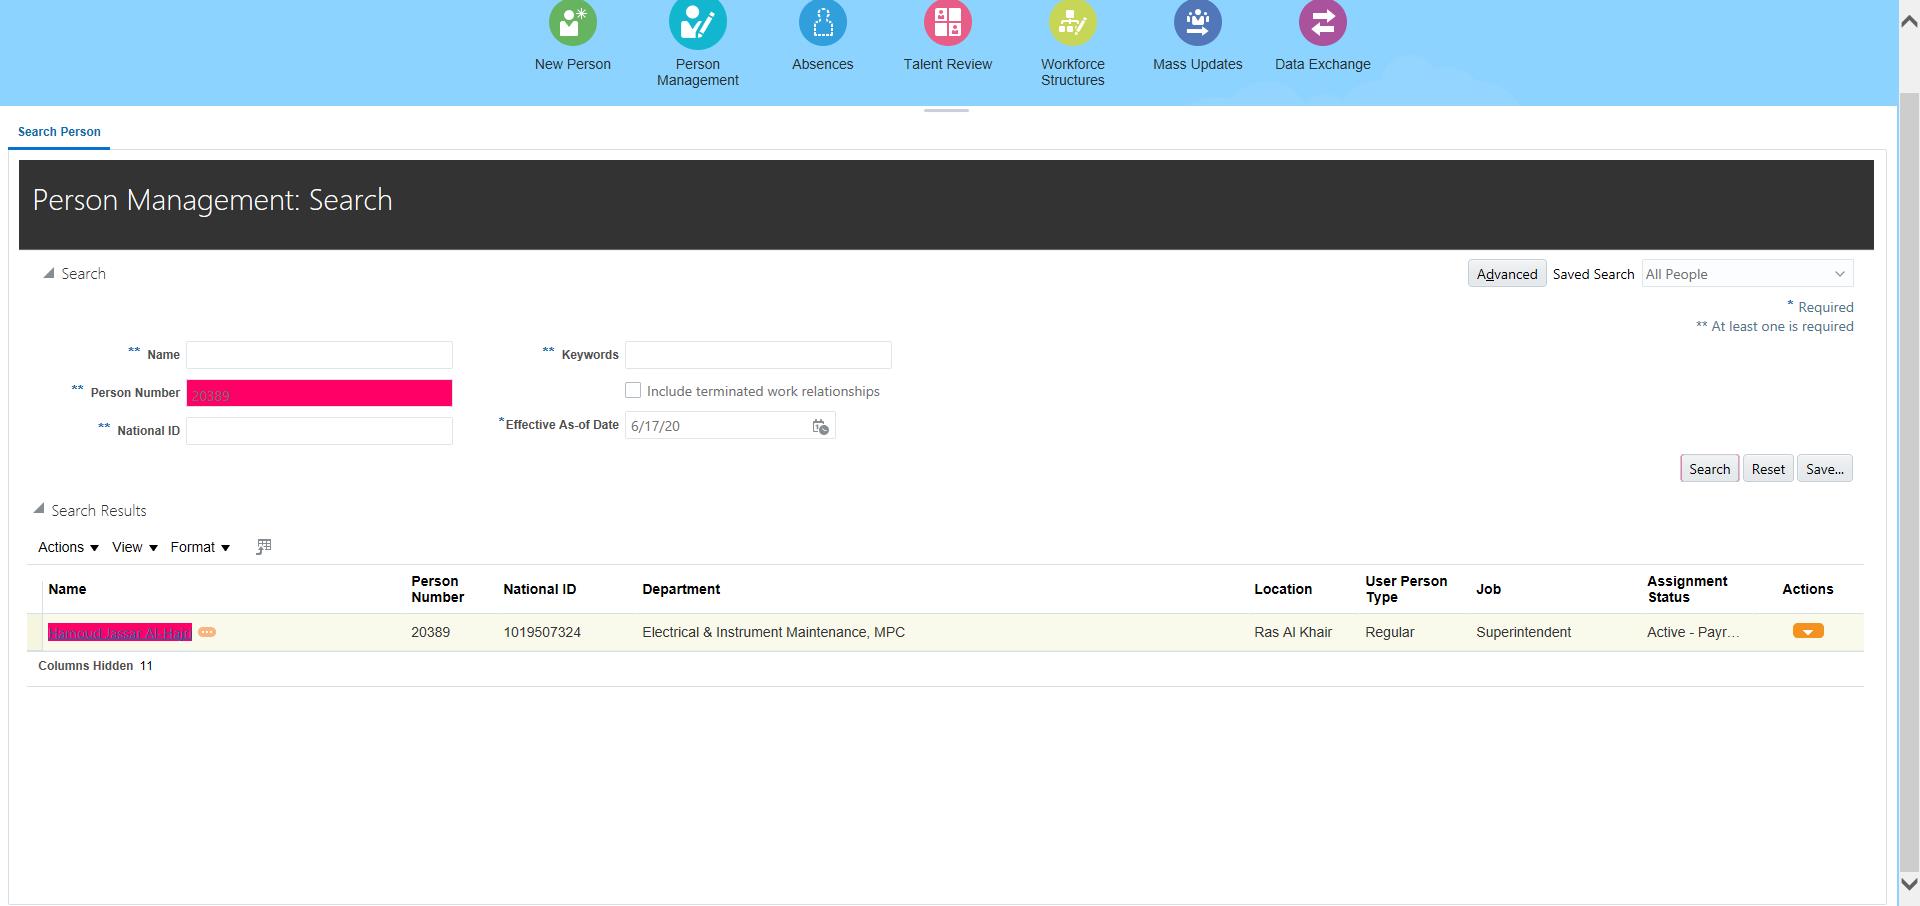 New Person
Person Management
Absences
Talent Review
Workforce Structures
Mass Updates
Data Exchange
Search Person
Person Management: Search
Search
Advanced Saved Search All People
* Required
** At least one is required
** Name
** Keywords
** Person Number 20389
Include terminated work relationships
** National ID
*Effective As-of Date 6/17/20
Search Reset Save...
Search Results
Actions View Format
Name Person Number National ID Department Location User Person Type Job Assignment Status Actions
Hamoud Jassar Al-Hajri 20389 1019507324 Electrical & Instrument Maintenance, MPC Ras Al Khair Regular Superintendent Active - Payr...
Columns Hidden 11